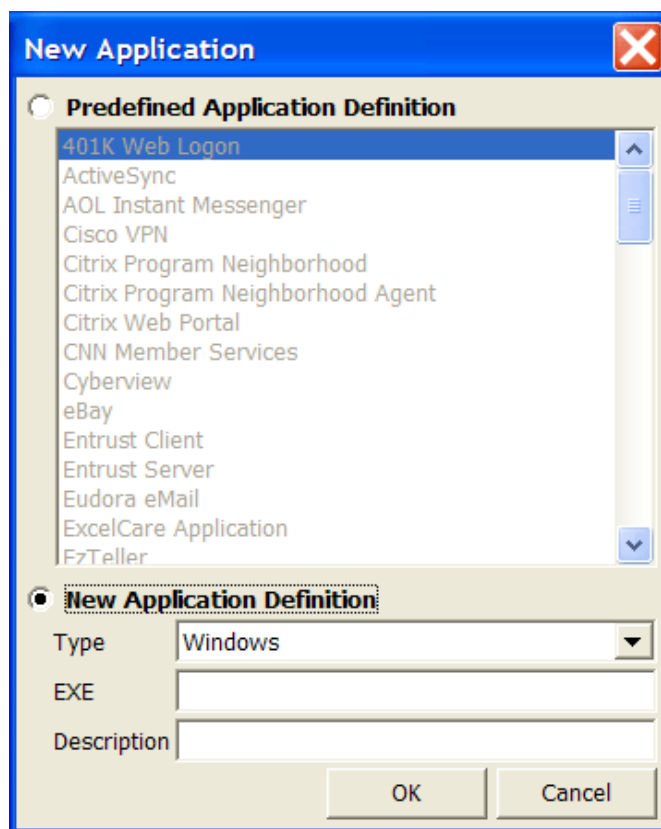 New Application
Predefined Application Definition
401K Web Logon
ActiveSync
AOL Instant Messenger
Cisco VPN
Citrix Program Neighborhood
Citrix Program Neighborhood Agent
Citrix Web Portal
CNN Member Services
Cyberview
eBay
Entrust Client
Entrust Server
Eudora eMail
ExcelCare Application
EzTeller
New Application Definition
Type Windows
EXE
Description
OK Cancel